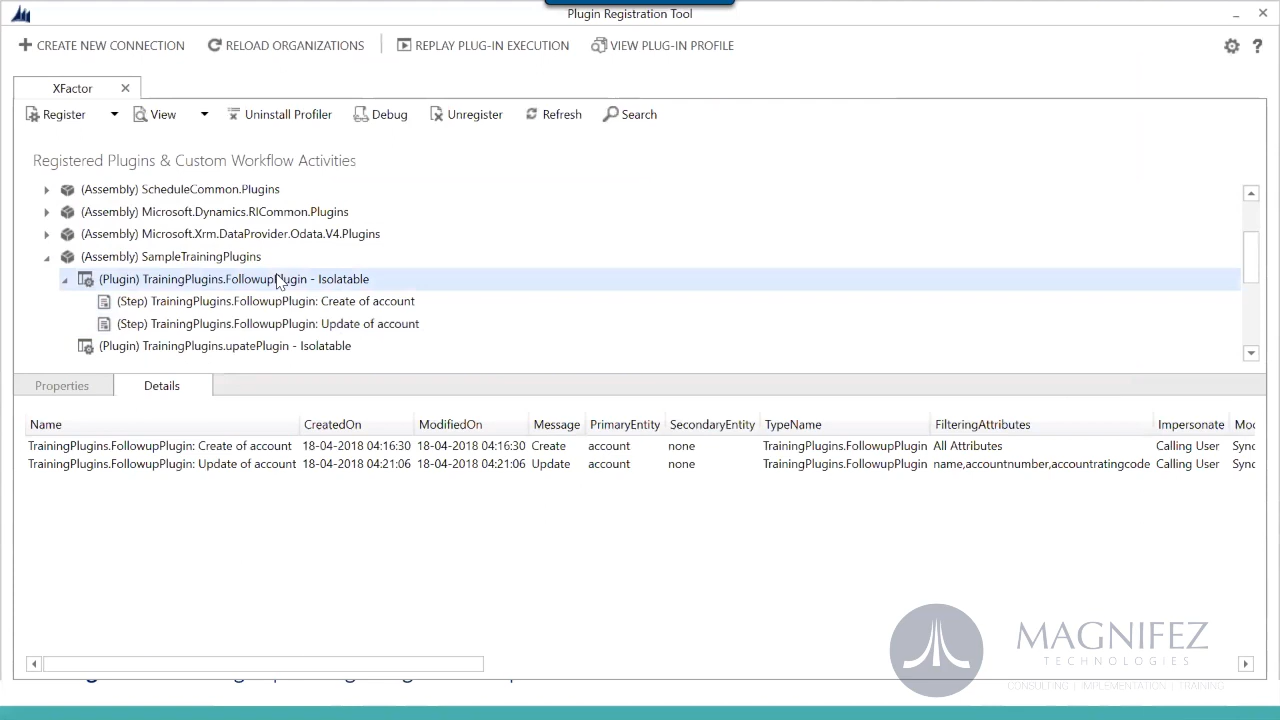 Plugin Registration Tool
CREATE NEW CONNECTION RELOAD ORGANIZATIONS REPLAY PLUG-IN EXECUTION VIEW PLUG-IN PROFILE ?
XFactor
Register View Uninstall Profiler Debug Unregister Refresh Search
Registered Plugins & Custom Workflow Activities
(Assembly) ScheduleCommon.Plugins
(Assembly) Microsoft.Dynamics.RICommon.Plugins
(Assembly) Microsoft.Xrm.DataProvider.Odata.V4.Plugins
(Assembly) SampleTrainingPlugins
(Plugin) TrainingPlugins.FollowupPlugin - Isolatable
(Step) TrainingPlugins.FollowupPlugin: Create of account
(Step) TrainingPlugins.FollowupPlugin: Update of account
(Plugin) TrainingPlugins.upatePlugin - Isolatable
Properties Details
Name CreatedOn ModifiedOn Message PrimaryEntity SecondaryEntity TypeName FilteringAttributes Impersonate Moc
TrainingPlugins.FollowupPlugin: Create of account 18-04-2018 04:16:30 18-04-2018 04:16:30 Create account none TrainingPlugins.FollowupPlugin All Attributes Calling User Sync
TrainingPlugins.FollowupPlugin: Update of account 18-04-2018 04:21:06 18-04-2018 04:21:06 Update account none TrainingPlugins.FollowupPlugin name,accountnumber,accountratingcode Calling User Sync
MAGNIFEZ
TECHNOLOGIES
CONSULTING | IMPLEMENTATION | TRAINING